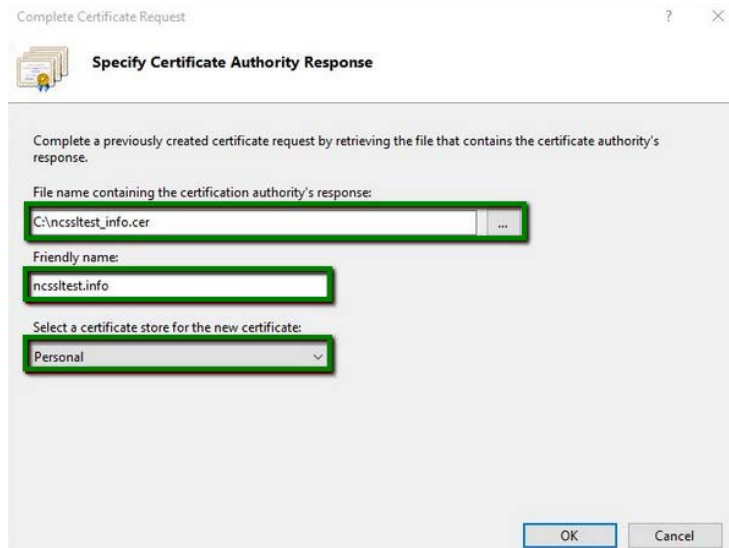 Complete Certificate Request
?
Specify Certificate Authority Response
Complete a previously created certificate request by retrieving the file that contains the certificate authority's
response.
File name containing the certification authority's response:
C:\ncssltest_info.cer
...
Friendly name:
ncssltest.info
Select a certificate store for the new certificate:
Personal
OK
Cancel